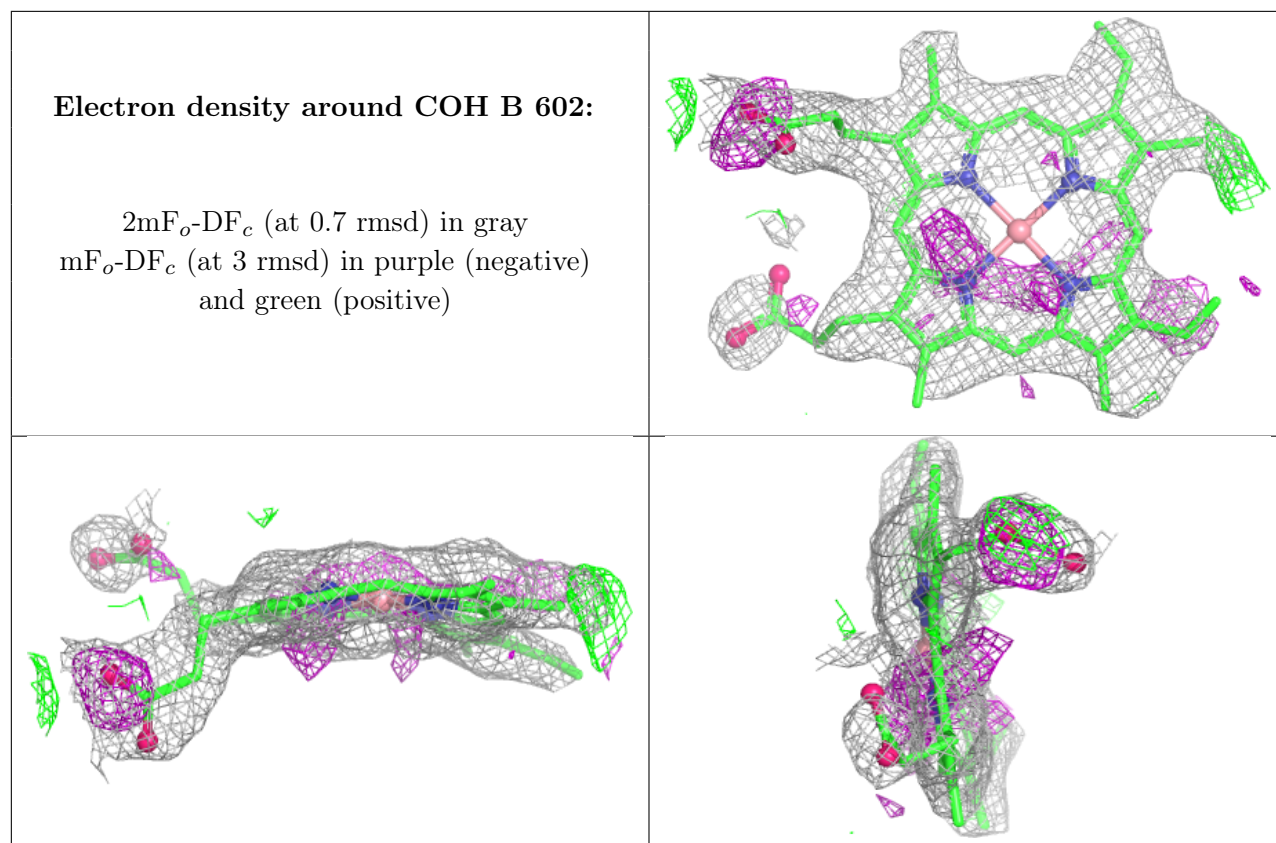 Electron density around COH B 602:
2mFo-DFc (at 0.7 rmsd) in gray
mFo-DFc (at 3 rmsd) in purple (negative)
and green (positive)